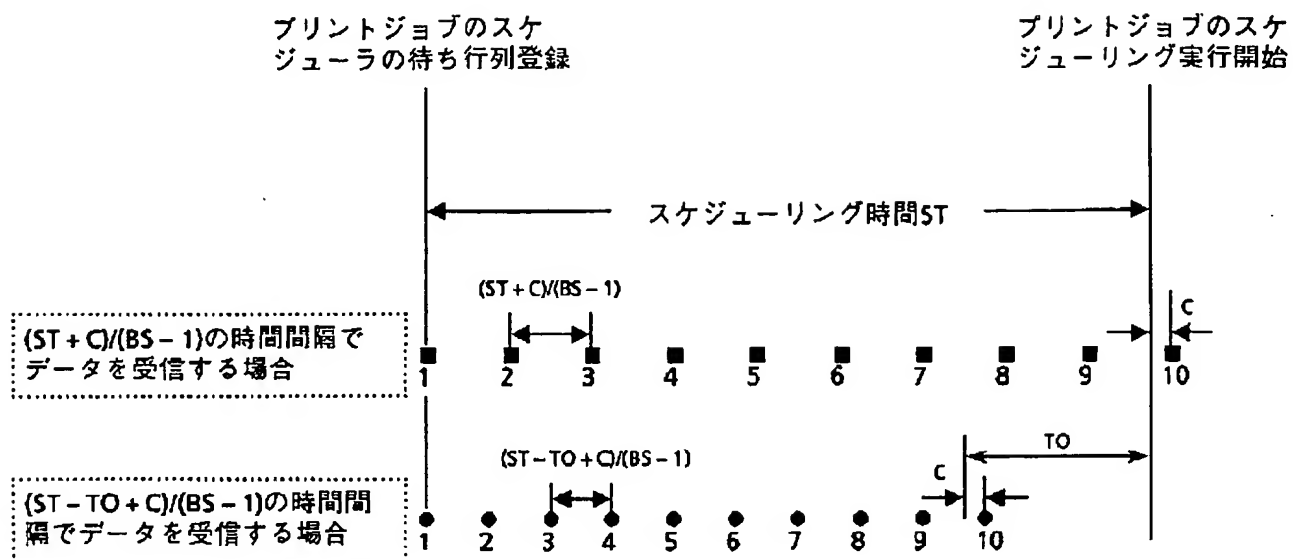 プリントジョブのスケ
ジューラの待ち行列登録
プリントジョブのスケ
ジューリング実行開始
スケジューリング時間ST
(ST+C)/(BS-1)
C
(ST+C)/(BS-1)の時間間隔で
データを受信する場合
1 2 3 4 5 6 7 8 9 10
TO
(ST-TO+C)/(BS-1)
C
(ST-TO+C)/(BS-1)の時間間
隔でデータを受信する場合
1 2 3 4 5 6 7 8 9 10